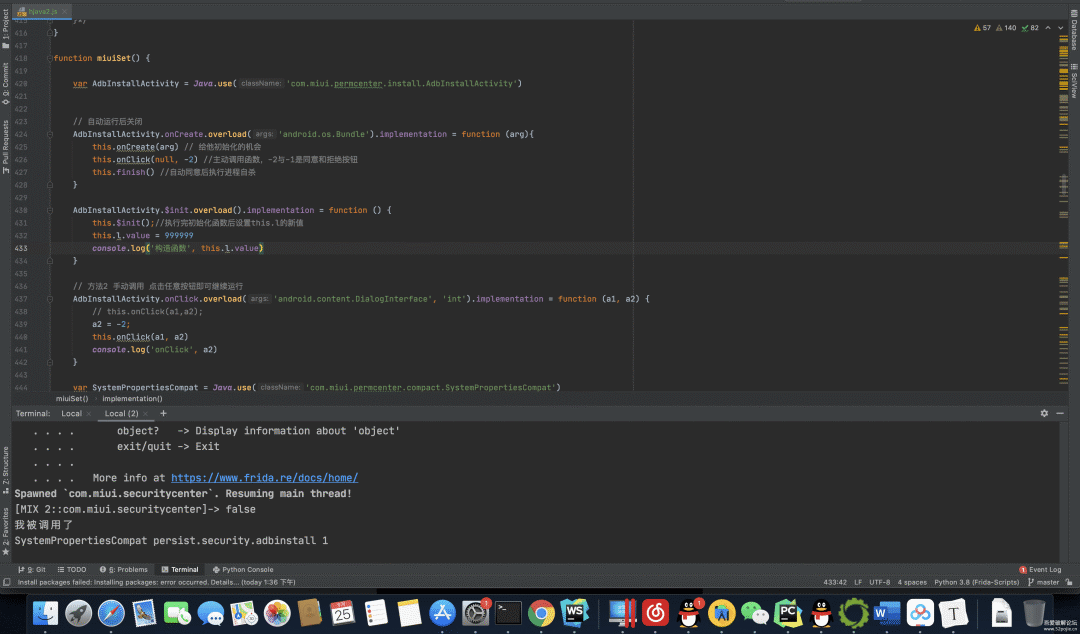 hjava2.js
57 140 82
415 })
416 }
417
418 function miuiSet() {
419
420 var AdbInstallActivity = Java.use( className: 'com.miui.permcenter.install.AdbInstallActivity')
421
422
423 // 自动运行后关闭
424 AdbInstallActivity.onCreate.overload( args: 'android.os.Bundle').implementation = function (arg){
425 this.onCreate(arg) // 给他初始化的机会
426 this.onClick(null, -2) //主动调用函数, -2与-1是同意和拒绝按钮
427 this.finish() //自动同意后执行进程自杀
428 }
429
430 AdbInstallActivity.$init.overload().implementation = function () {
431 this.$init();//执行完初始化函数后设置this.l的新值
432 this.l.value = 999999
433 console.log('构造函数', this.l.value)
434 }
435
436 // 方法2 手动调用 点击任意按钮即可继续运行
437 AdbInstallActivity.onClick.overload( args: 'android.content.DialogInterface', 'int').implementation = function (a1, a2) {
438 // this.onClick(a1,a2);
439 a2 = -2;
440 this.onClick(a1, a2)
441 console.log('onClick', a2)
442 }
443
444 var SystemPropertiesCompat = Java.use( className: 'com.miui.permcenter.compact.SystemPropertiesCompat')
miuiSet() implementation()
1: Project
0: Commit
Pull Requests
Z: Structure
2: Favorites
Database
SciView
Terminal: Local Local (2) +
. . . . object? -> Display information about 'object'
. . . . exit/quit -> Exit
. . . .
. . . . More info at https://www.frida.re/docs/home/
Spawned `com.miui.securitycenter`. Resuming main thread!
[MIX 2::com.miui.securitycenter]-> false
我被调用了
SystemPropertiesCompat persist.security.adbinstall 1
9: Git TODO 6: Problems Terminal Python Console 1 Event Log
Install packages failed: Installing packages: error occurred. Details... (today 1:36 下午) 433:42 LF UTF-8 4 spaces Python 3.8 (Frida-Scripts) master
25
1
WS
1
Ai
PC
W
T
吾爱破解论坛
www.52pojie.cn